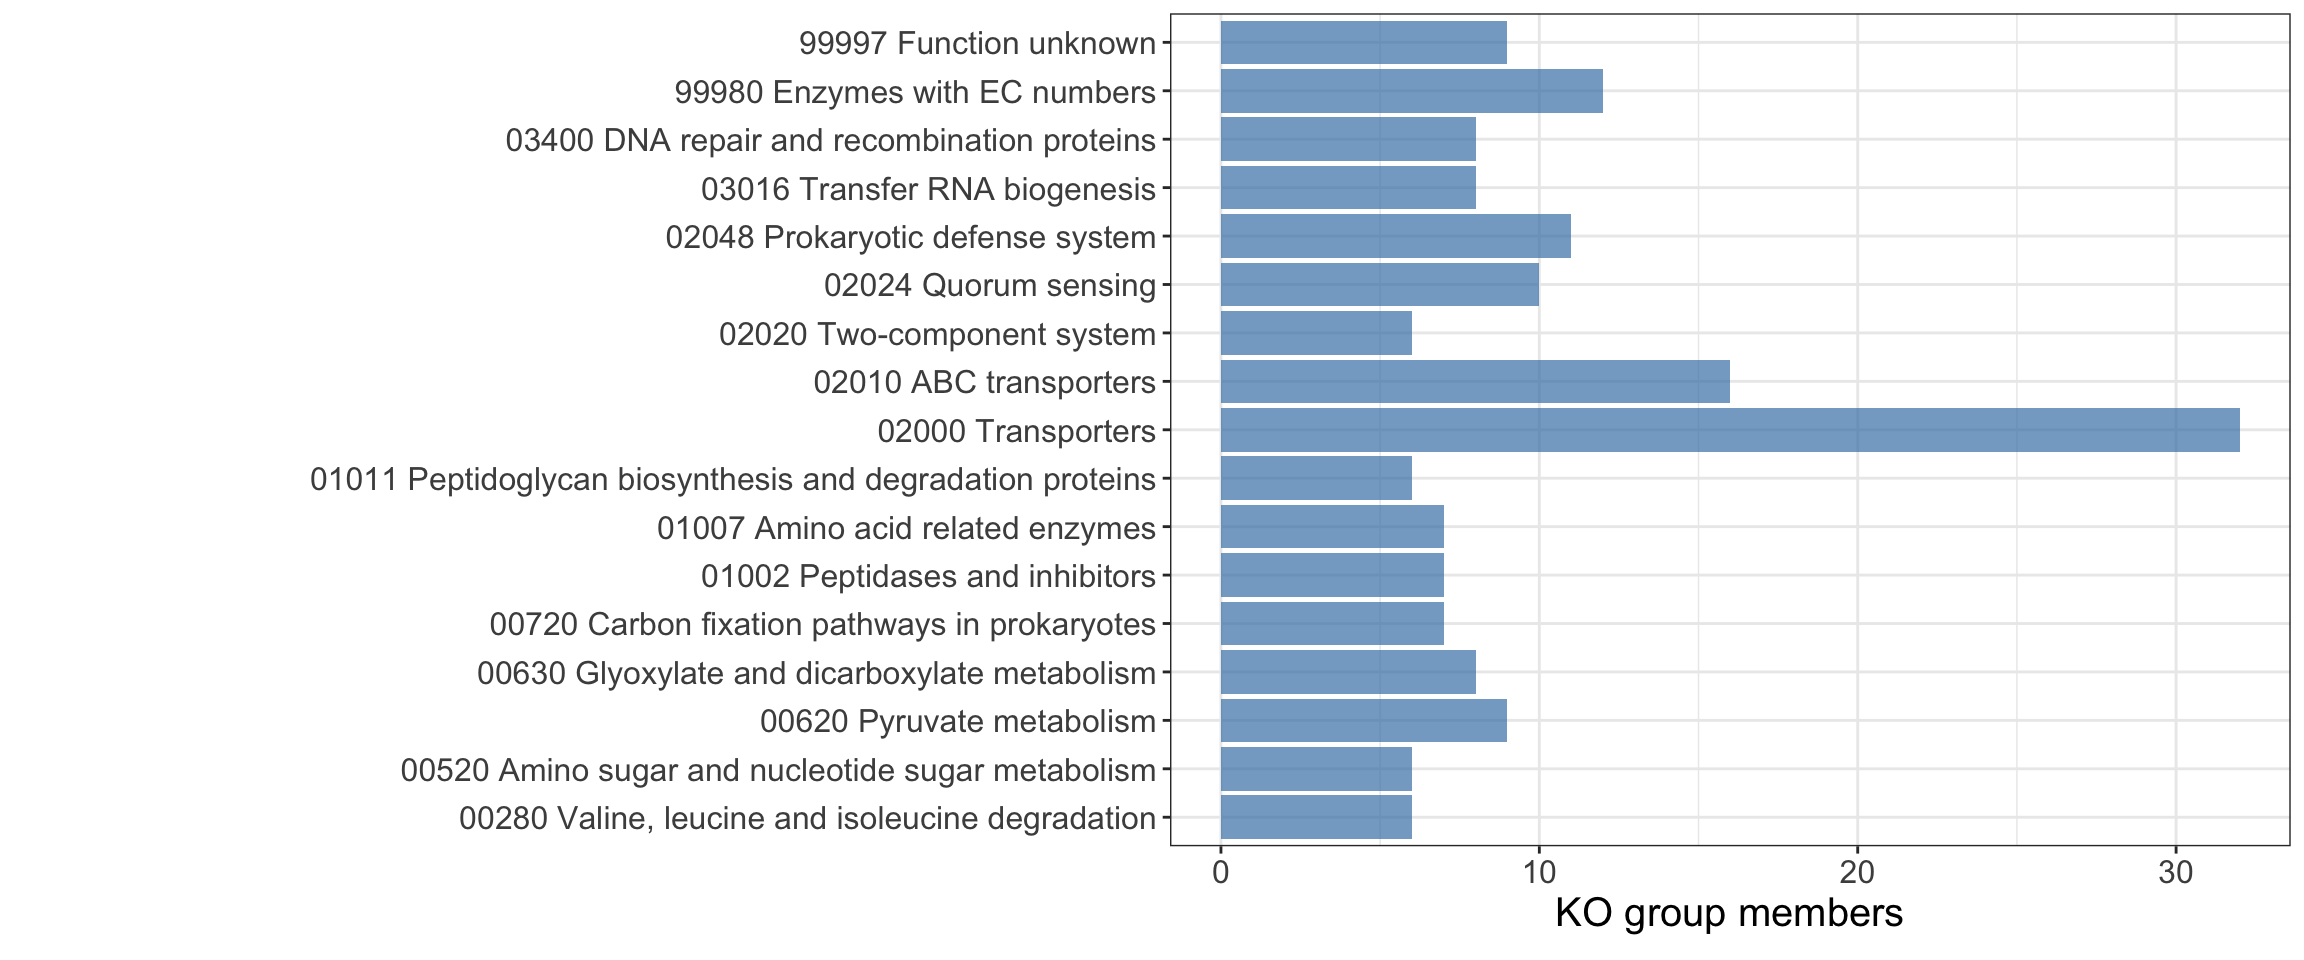 99997 Function unknown
99980 Enzymes with EC numbers
03400 DNA repair and recombination proteins
03016 Transfer RNA biogenesis
02048 Prokaryotic defense system
02024 Quorum sensing
02020 Two-component system
02010 ABC transporters
02000 Transporters
01011 Peptidoglycan biosynthesis and degradation proteins
01007 Amino acid related enzymes
01002 Peptidases and inhibitors
00720 Carbon fixation pathways in prokaryotes
00630 Glyoxylate and dicarboxylate metabolism
00620 Pyruvate metabolism
00520 Amino sugar and nucleotide sugar metabolism
00280 Valine, leucine and isoleucine degradation
0 10 20 30
KO group members